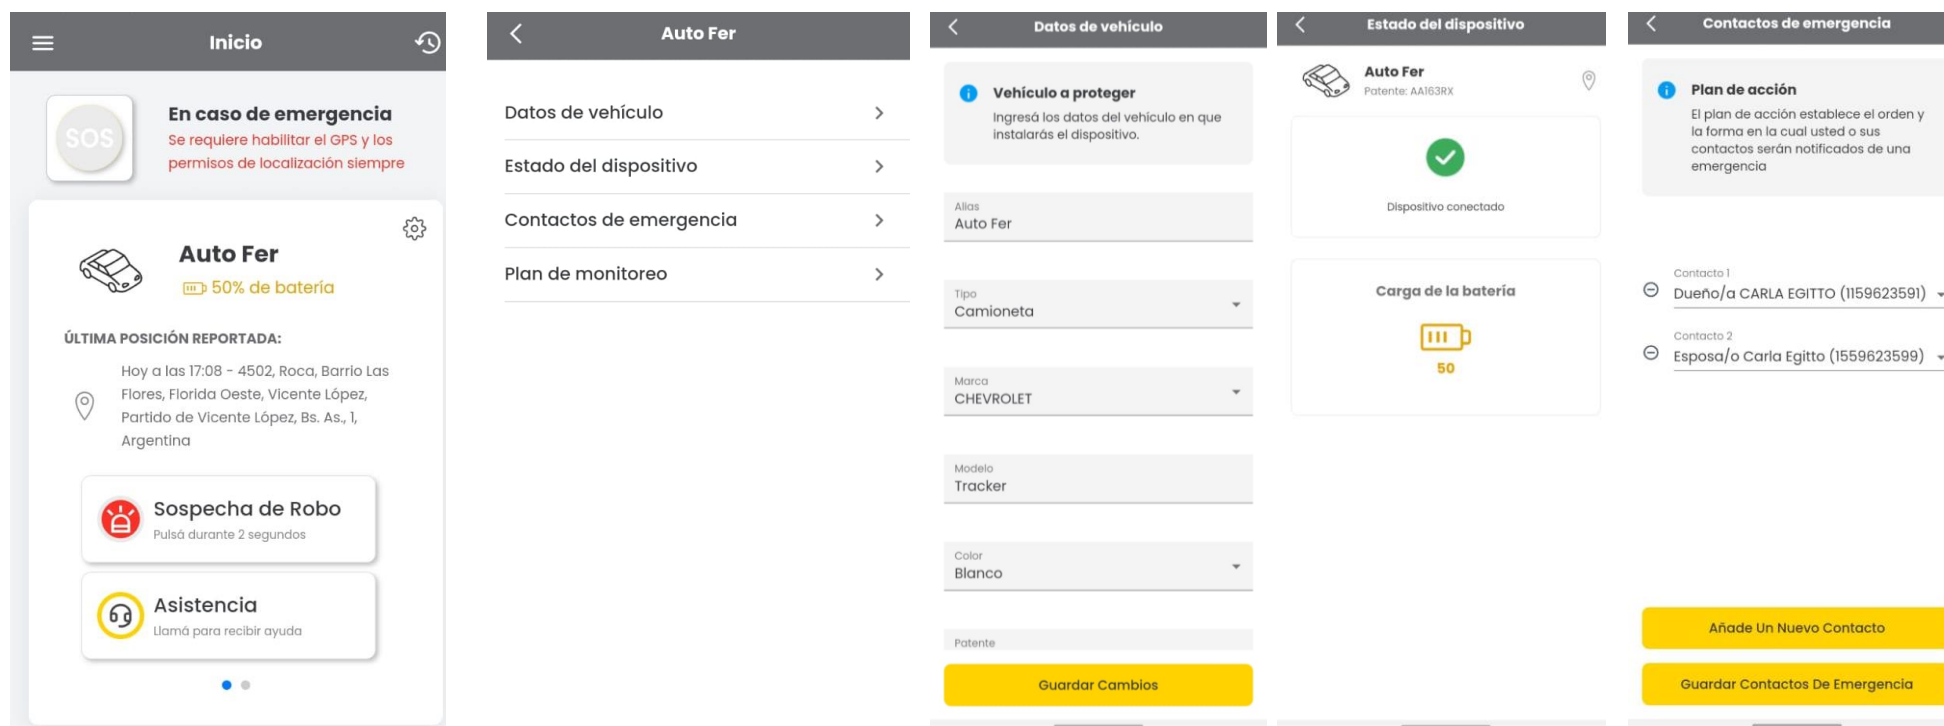 Inicio
SOS
En caso de emergencia
Se requiere habilitar el GPS y los
permisos de localización siempre
Auto Fer
50% de batería
ÚLTIMA POSICIÓN REPORTADA:
Hoy a las 17:08 - 4502, Roca, Barrio Las
Flores, Florida Oeste, Vicente López,
Partido de Vicente López, Bs. As., 1,
Argentina
Sospecha de Robo
Pulsá durante 2 segundos
Asistencia
Llamá para recibir ayuda
Auto Fer
Datos de vehículo
Estado del dispositivo
Contactos de emergencia
Plan de monitoreo
Datos de vehículo
Vehículo a proteger
Ingresá los datos del vehículo en que
instalarás el dispositivo.
Alias
Auto Fer
Tipo
Camioneta
Marca
CHEVROLET
Modelo
Tracker
Color
Blanco
Patente
Guardar Cambios
Estado del dispositivo
Auto Fer
Patente: AA163RX
Dispositivo conectado
Carga de la batería
50
Contactos de emergencia
Plan de acción
El plan de acción establece el orden y
la forma en la cual usted o sus
contactos serán notificados de una
emergencia
Contacto 1
Dueño/a CARLA EGITTO (1159623591)
Contacto 2
Esposa/o Carla Egitto (1559623599)
Añade Un Nuevo Contacto
Guardar Contactos De Emergencia